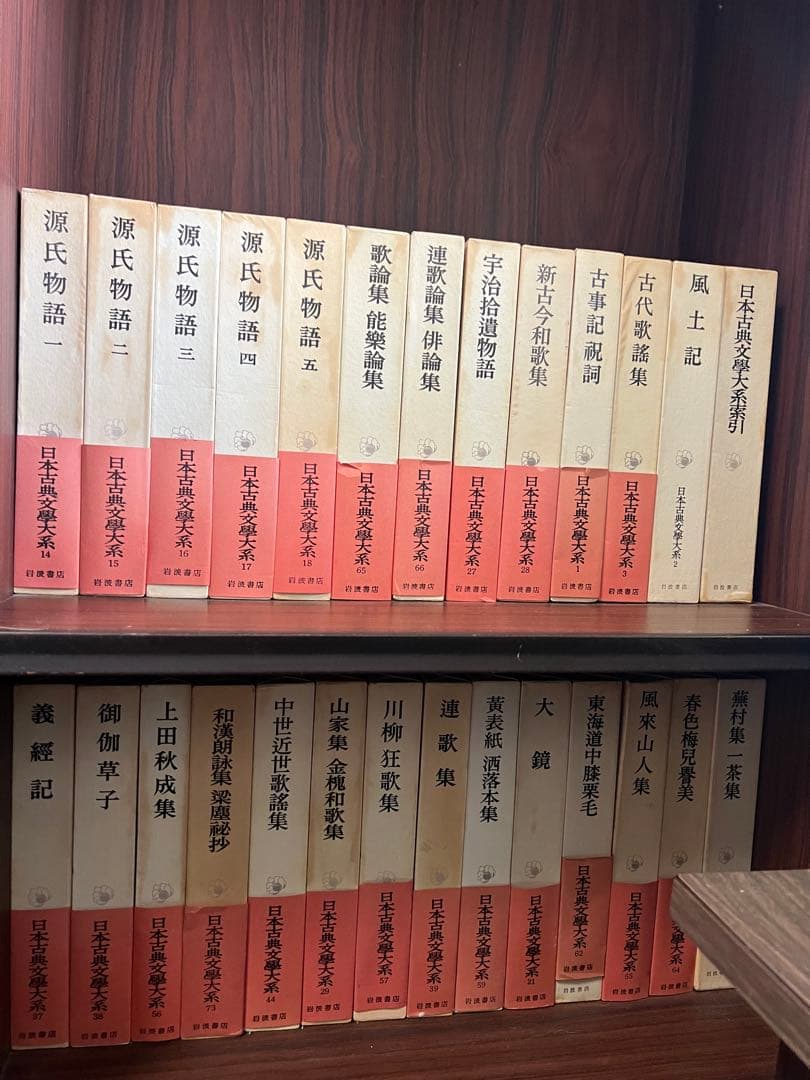 源氏物語 一
日本古典文學大系
14
岩波書店
源氏物語 二
日本古典文學大系
15
岩波書店
源氏物語 三
日本古典文學大系
16
岩波書店
源氏物語 四
日本古典文學大系
17
岩波書店
源氏物語 五
日本古典文學大系
18
岩波書店
歌論集 能樂論集
日本古典文學大系
65
岩波書店
連歌論集 俳論集
日本古典文學大系
66
岩波書店
宇治拾遺物語
日本古典文學大系
27
岩波書店
新古今和歌集
日本古典文學大系
28
岩波書店
古事記 祝詞
日本古典文學大系
1
岩波書店
古代歌謠集
日本古典文學大系
3
岩波書店
風土記
日本古典文學大系
2
岩波書店
日本古典文學大系索引
岩波書店
義經記
日本古典文學大系
37
岩波書店
御伽草子
日本古典文學大系
38
岩波書店
上田秋成集
日本古典文學大系
56
岩波書店
和漢朗詠集 梁塵祕抄
日本古典文學大系
73
岩波書店
中世近世歌謠集
日本古典文學大系
44
岩波書店
山家集 金槐和歌集
日本古典文學大系
29
岩波書店
川柳 狂歌集
日本古典文學大系
57
岩波書店
連歌集
日本古典文學大系
39
岩波書店
黃表紙 洒落本集
日本古典文學大系
59
岩波書店
大鏡
日本古典文學大系
21
岩波書店
東海道中膝栗毛
日本古典文學大系
62
岩波書店
風來山人集
日本古典文學大系
55
岩波書店
春色梅兒譽美
日本古典文學大系
64
岩波書店
蕪村集 一茶集
岩波書店